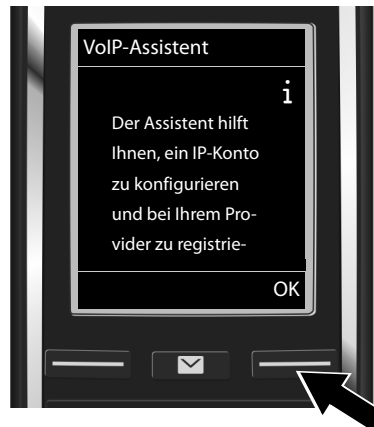 VoIP-Assistent
i
Der Assistent hilft
Ihnen, ein IP-Konto
zu konfigurieren
und bei Ihrem Pro-
vider zu registrie-
OK